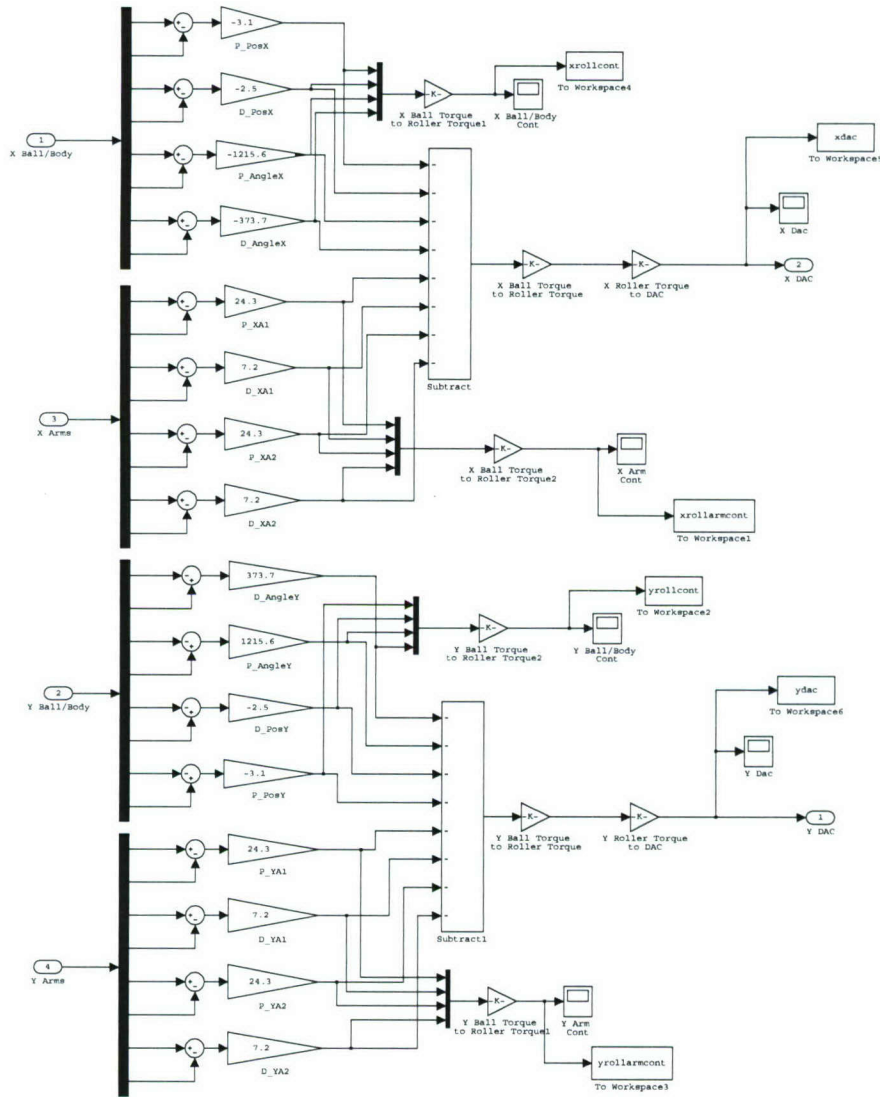 -3.1
P_PosX
xrollcont
To Workspace4
-2.5
D_PosX
-K-
X Ball Torque
to Roller Torque1
X Ball/Body
Cont
1
X Ball/Body
-1215.6
P_AngleX
xdac
-373.7
D_AngleX
X Dac
-K-
X Ball Torque
to Roller Torque
-K-
X Roller Torque
to DAC
2
X DAC
24.3
P_XA1
7.2
D_XA1
Subtract
3
X Arms
24.3
P_XA2
-K-
X Ball Torque
to Roller Torque2
X Arm
Cont
7.2
D_XA2
xrollarmcont
To Workspace1
373.7
D_AngleY
yrollcont
To Workspace2
1215.6
P_AngleY
-K-
Y Ball Torque
to Roller Torque2
Y Ball/Body
Cont
2
Y Ball/Body
-2.5
D_PosY
ydac
To Workspace6
-3.1
P_PosY
Y Dac
-K-
Y Ball Torque
to Roller Torque
-K-
Y Roller Torque
to DAC
1
Y DAC
24.3
P_YA1
7.2
D_YA1
Subtract1
4
Y Arms
24.3
P_YA2
-K-
Y Ball Torque
to Roller Torque1
Y Arm
Cont
7.2
D_YA2
yrollarmcont
To Workspace3